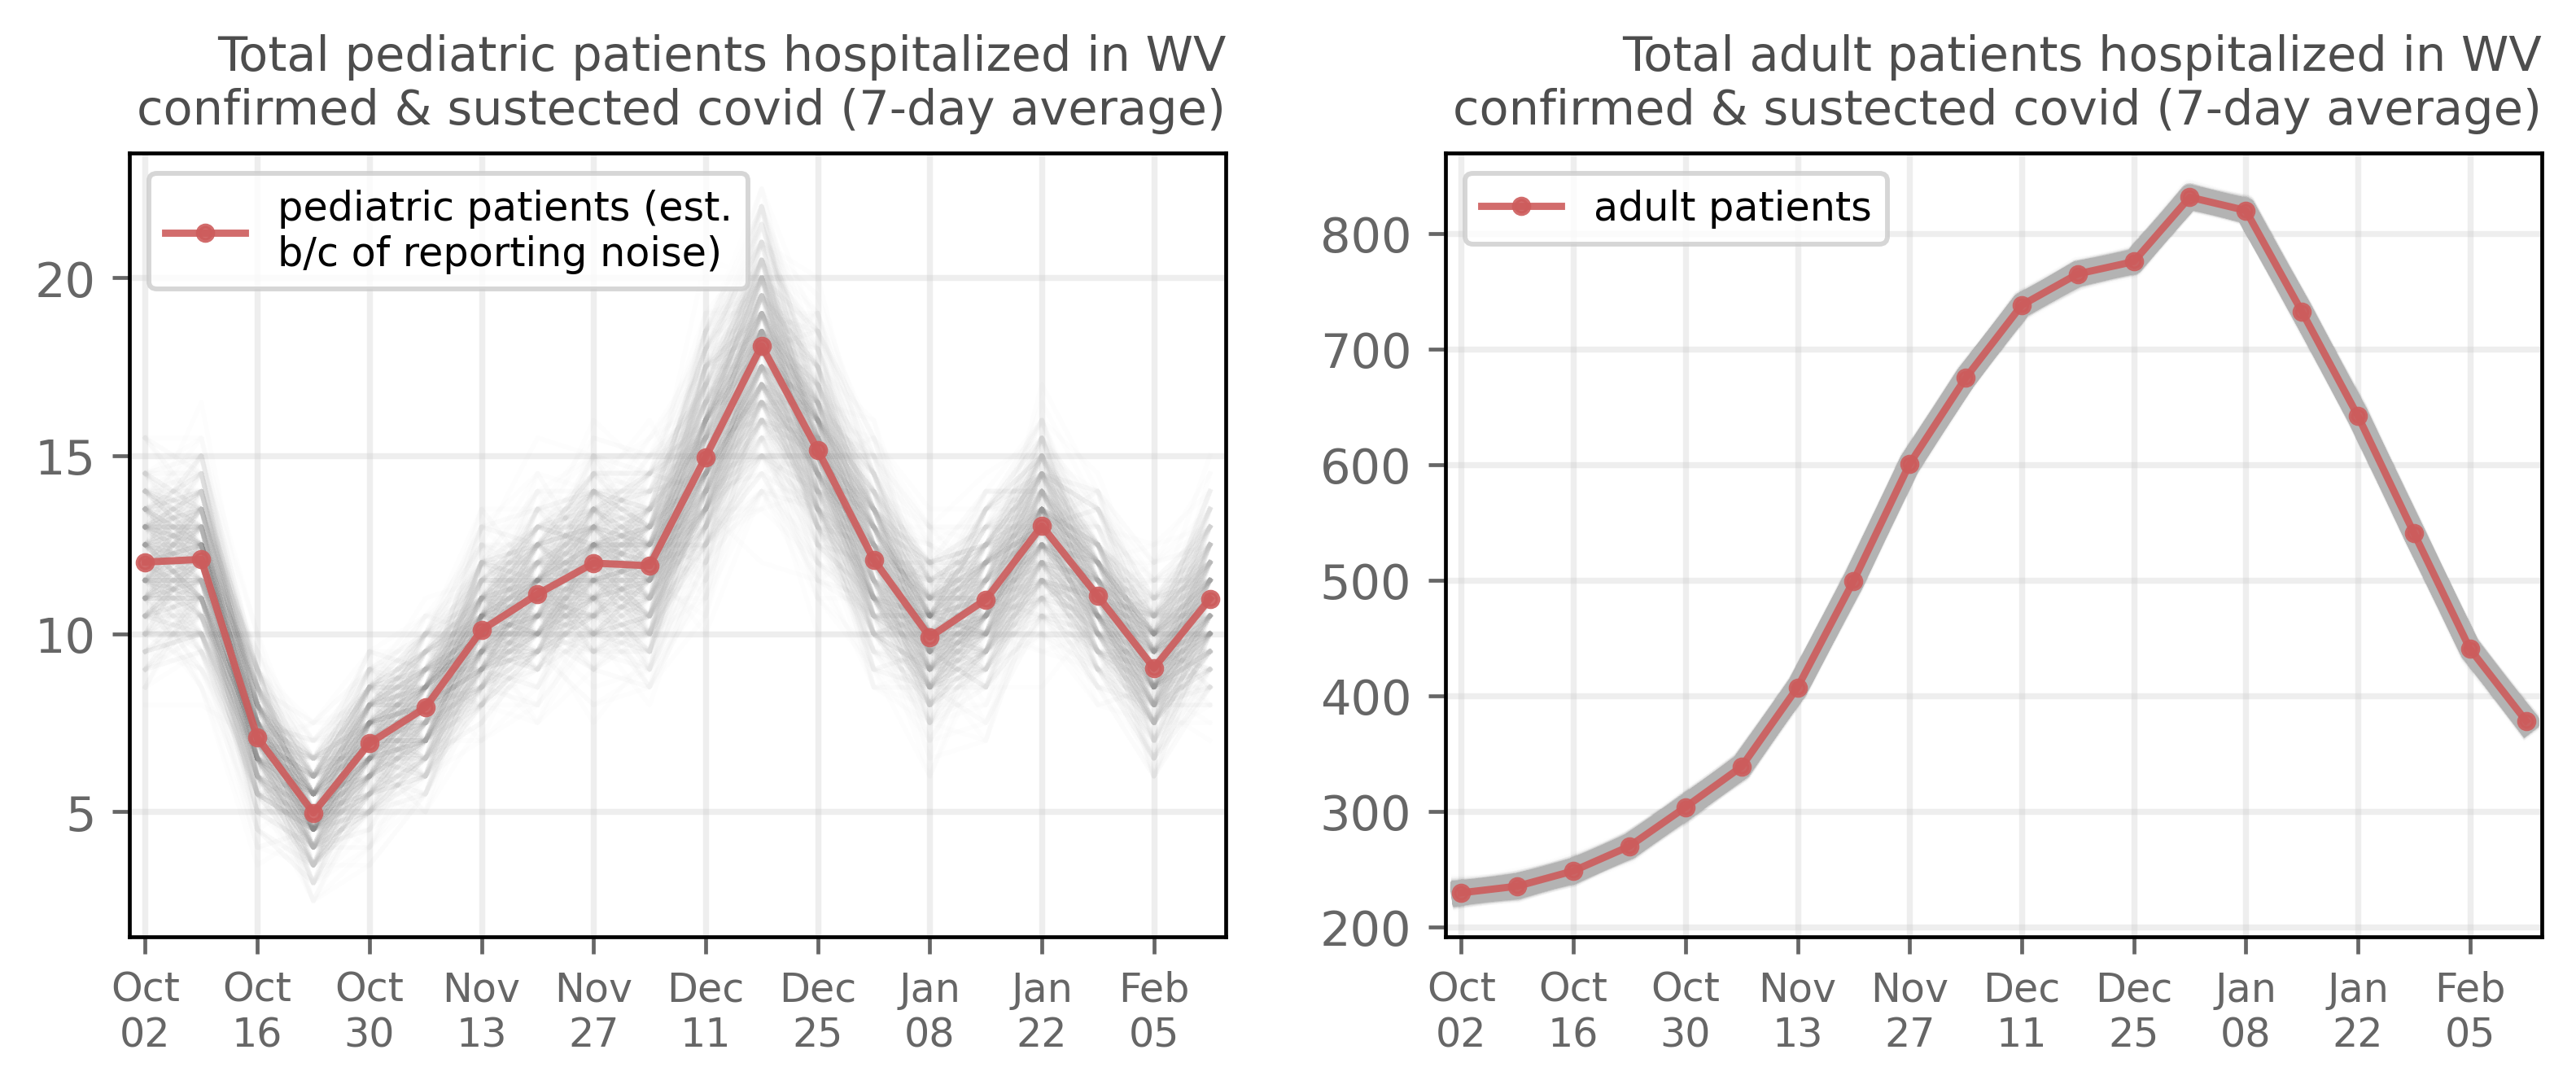 Total pediatric patients hospitalized in WV
confirmed & sustected covid (7-day average)
pediatric patients (est.
b/c of reporting noise)
20
15
10
5
Oct Oct Oct Nov Nov Dec Dec Jan Jan Feb
02 16 30 13 27 11 25 08 22 05
Total adult patients hospitalized in WV
confirmed & sustected covid (7-day average)
adult patients
800
700
600
500
400
300
200
Oct Oct Oct Nov Nov Dec Dec Jan Jan Feb
02 16 30 13 27 11 25 08 22 05